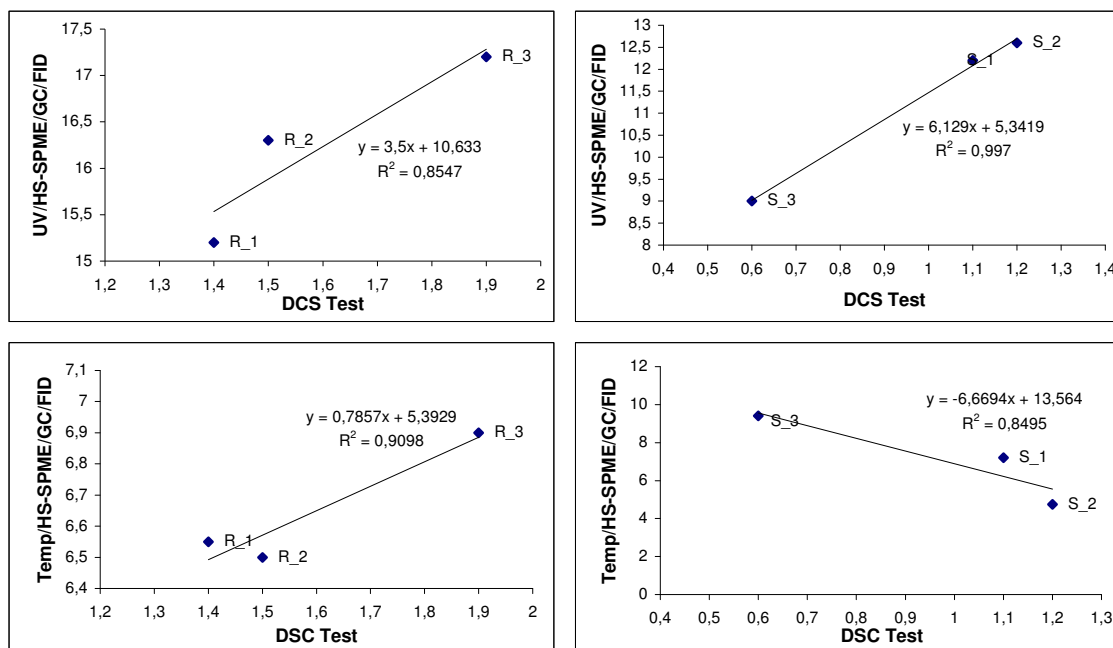 UV/HS-SPME/GC/FID
17,5
17
16,5
16
15,5
15
R_3
R_2
R_1
y = 3,5x + 10,633
R² = 0,8547
1,2 1,3 1,4 1,5 1,6 1,7 1,8 1,9 2
DCS Test
UV/HS-SPME/GC/FID
13,5
13
12,5
12
11,5
11
10,5
10
9,5
9
8,5
8
S_2
S_1
S_3
y = 6,129x + 5,3419
R² = 0,997
0,4 0,5 0,6 0,7 0,8 0,9 1 1,1 1,2 1,3 1,4
DCS Test
Temp/HS-SPME/GC/FID
7,1
7
6,9
6,8
6,7
6,6
6,5
6,4
y = 0,7857x + 5,3929
R² = 0,9098
R_3
R_1
R_2
1,2 1,3 1,4 1,5 1,6 1,7 1,8 1,9 2
DSC Test
Temp/HS-SPME/GC/FID
12
10
8
6
4
2
0
y = -6,6694x + 13,564
R² = 0,8495
S_3
S_1
S_2
0,4 0,5 0,6 0,7 0,8 0,9 1 1,1 1,2 1,3
DSC Test